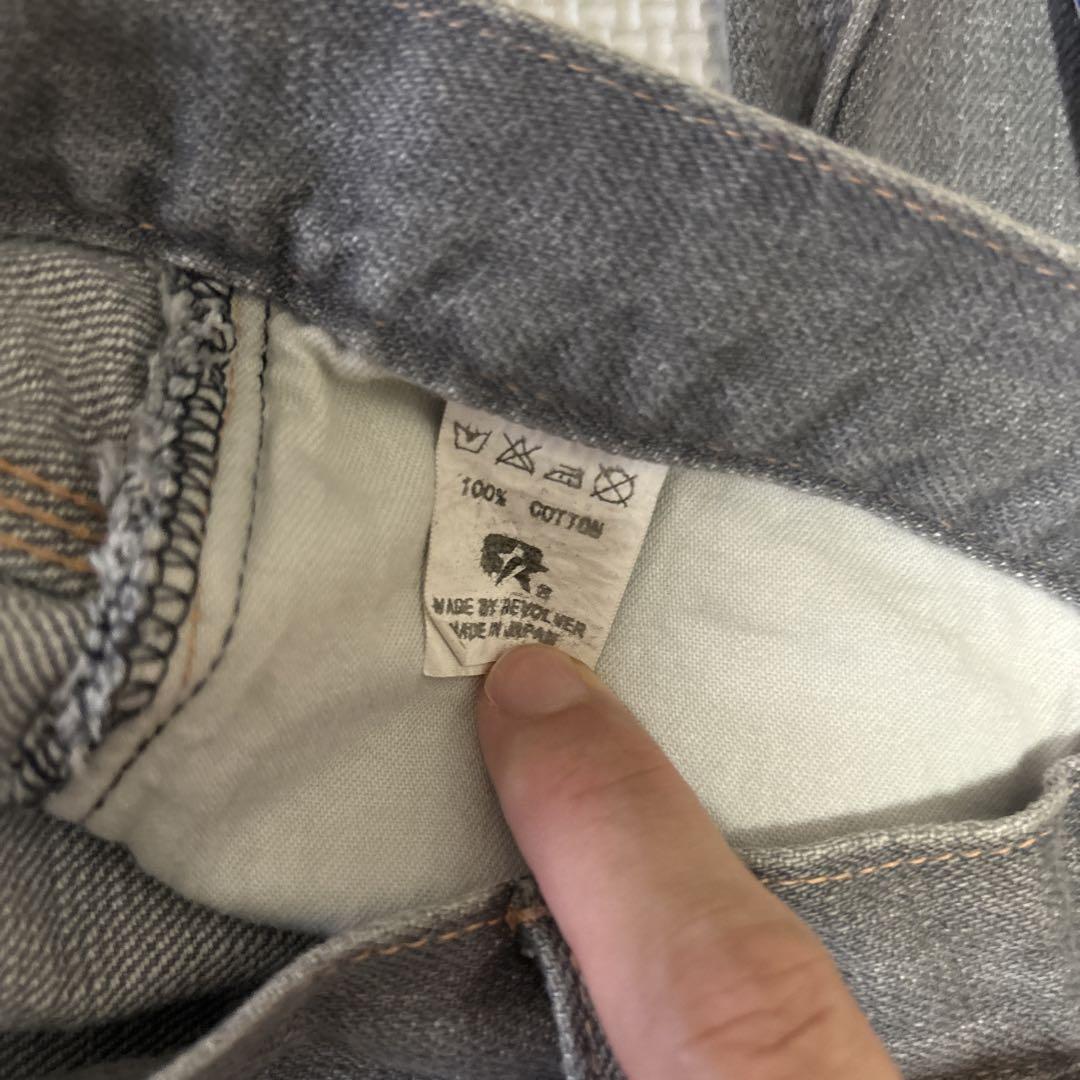 100% COTTON
R®
MADE BY REVOLVER
MADE IN JAPAN